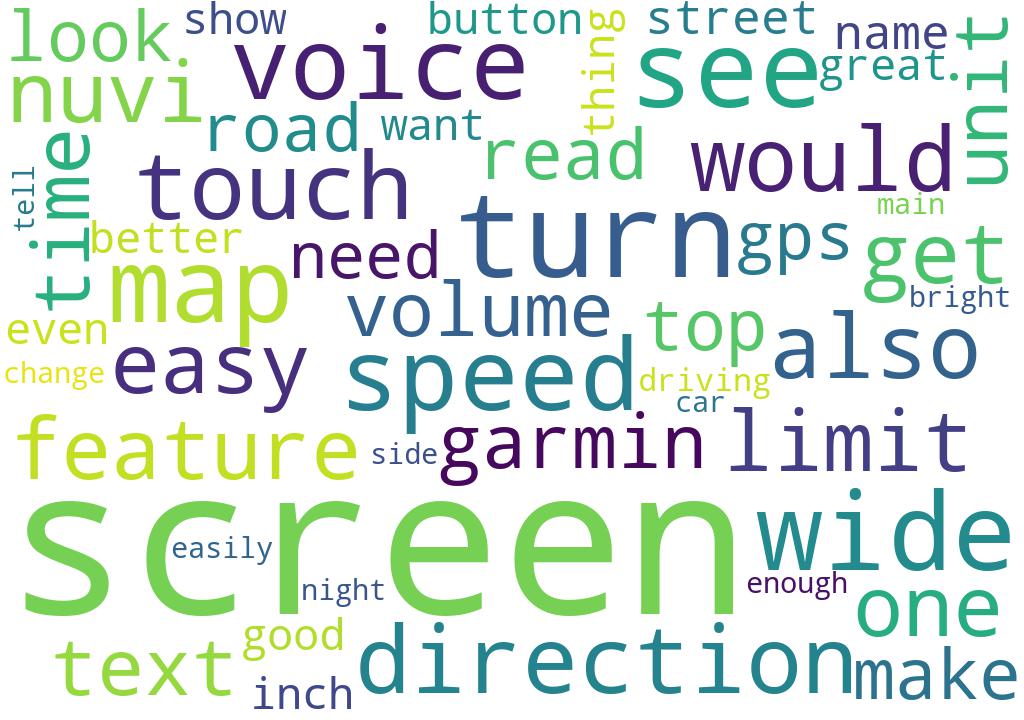 look show button thing street name unit
nuvi voice see great
time road want read would
tell touch turn gps main
better need get
map volume bright
even easy speed top also
change driving
car
feature side garmin limit
screen wide
easily night enough one
text good direction make
inch